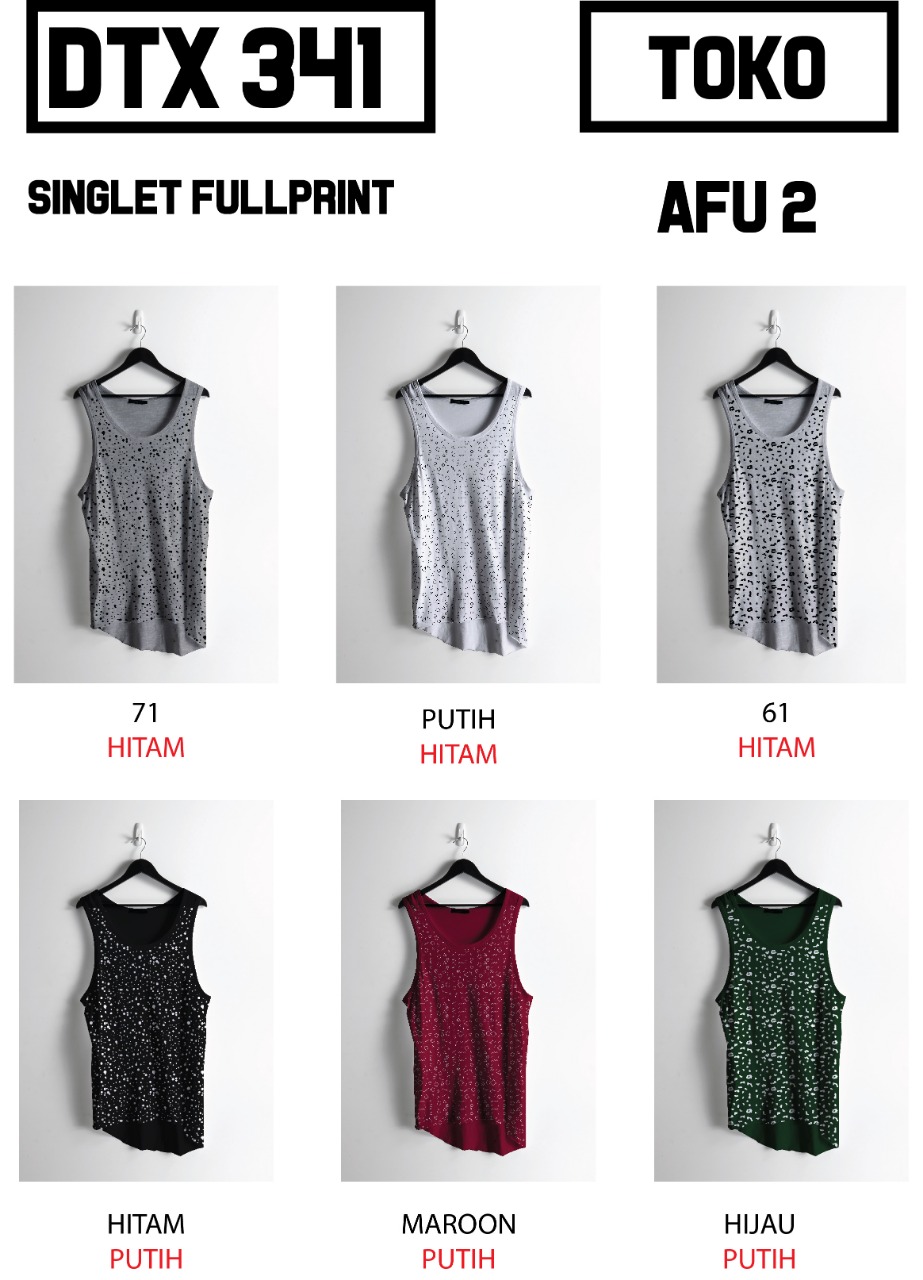 DTX 341
TOKO
SINGLET FULLPRINT
AFU 2
71
HITAM
PUTIH
HITAM
61
HITAM
HITAM
PUTIH
MAROON
PUTIH
HIJAU
PUTIH